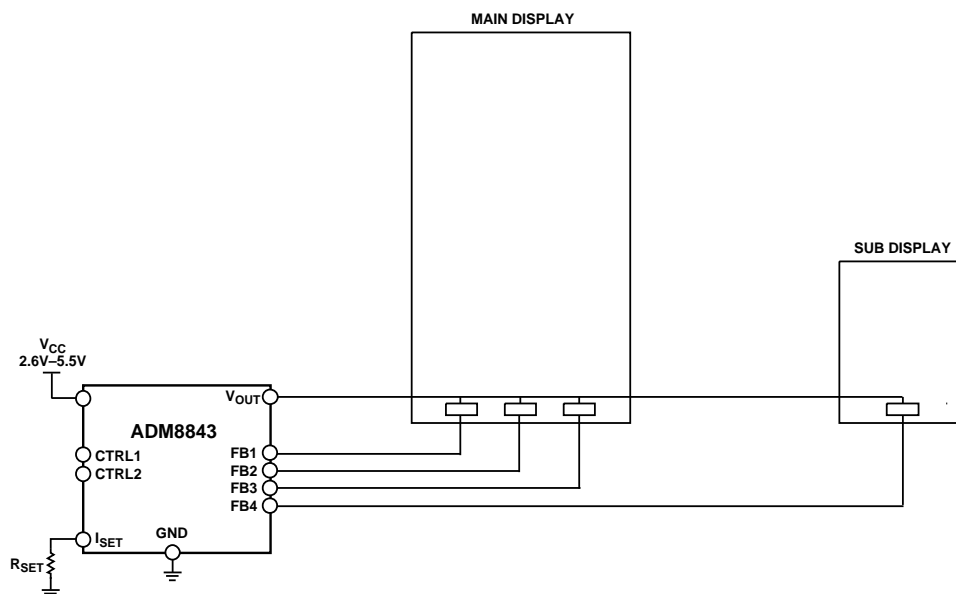 MAIN DISPLAY
SUB DISPLAY
VCC
2.6V–5.5V
VOUT
ADM8843
CTRL1
CTRL2
FB1
FB2
FB3
FB4
ISET
GND
RSET